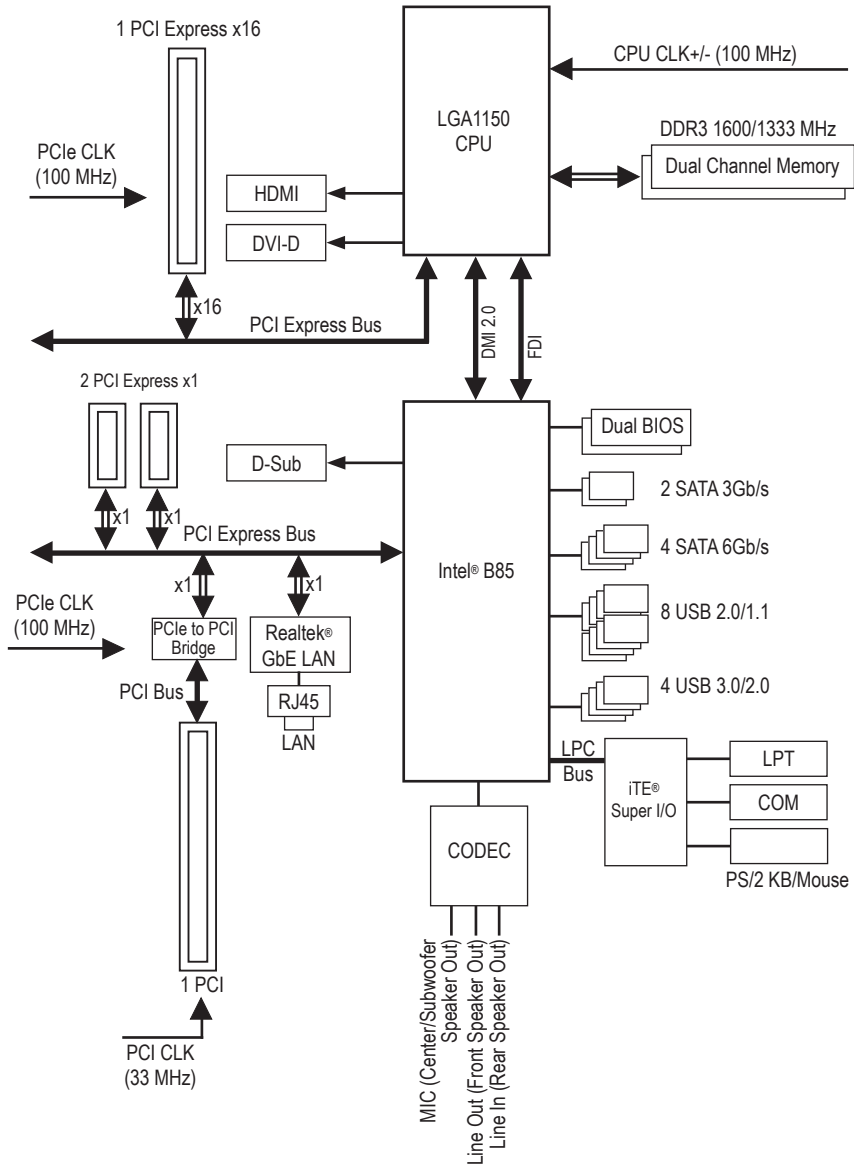 1 PCI Express x16
CPU CLK+/- (100 MHz)
LGA1150
CPU
DDR3 1600/1333 MHz
Dual Channel Memory
PCIe CLK
(100 MHz)
HDMI
DVI-D
x16
PCI Express Bus
DMI 2.0
FDI
2 PCI Express x1
Dual BIOS
D-Sub
2 SATA 3Gb/s
x1
x1
PCI Express Bus
4 SATA 6Gb/s
Intel® B85
x1
x1
PCIe CLK
(100 MHz)
PCIe to PCI
Bridge
Realtek®
GbE LAN
8 USB 2.0/1.1
PCI Bus
RJ45
LAN
4 USB 3.0/2.0
LPC
Bus
iTE®
Super I/O
LPT
COM
PS/2 KB/Mouse
CODEC
MIC (Center/Subwoofer
Speaker Out)
Line Out (Front Speaker Out)
Line In (Rear Speaker Out)
1 PCI
PCI CLK
(33 MHz)